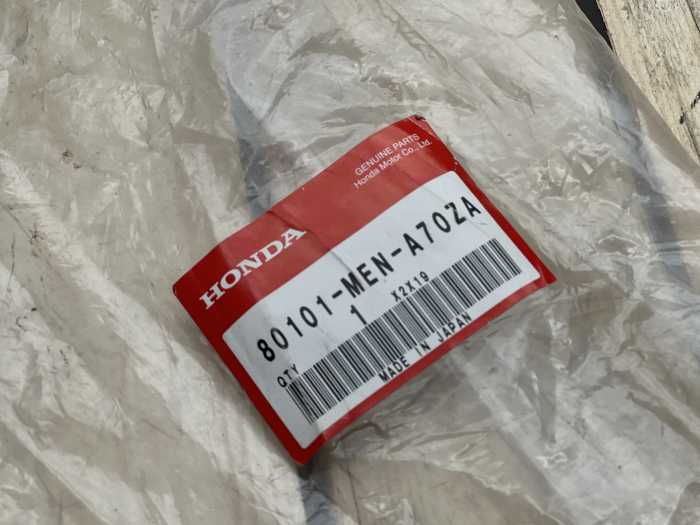 GENUINE PARTS
Honda Motor Co., Ltd.
HONDA
80101-MEN-A70ZA
QTY 1 X2X19
MADE IN JAPAN